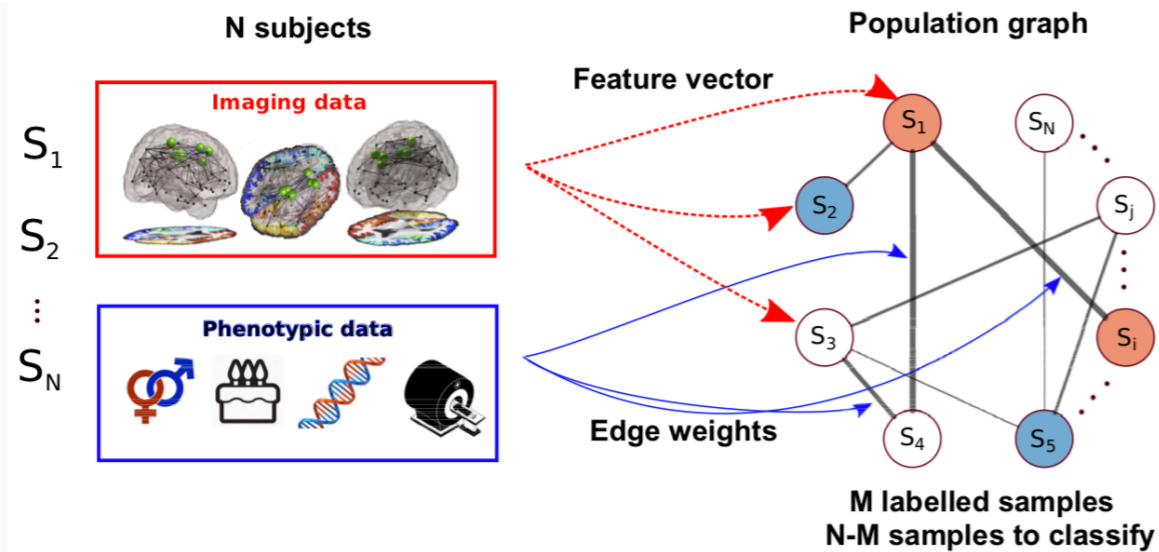 N subjects
Population graph
Imaging data
Feature vector
S1
S2
⋮
SN
Phenotypic data
Edge weights
S1
SN
S2
Sj
S3
Si
S4
S5
M labelled samples
N-M samples to classify